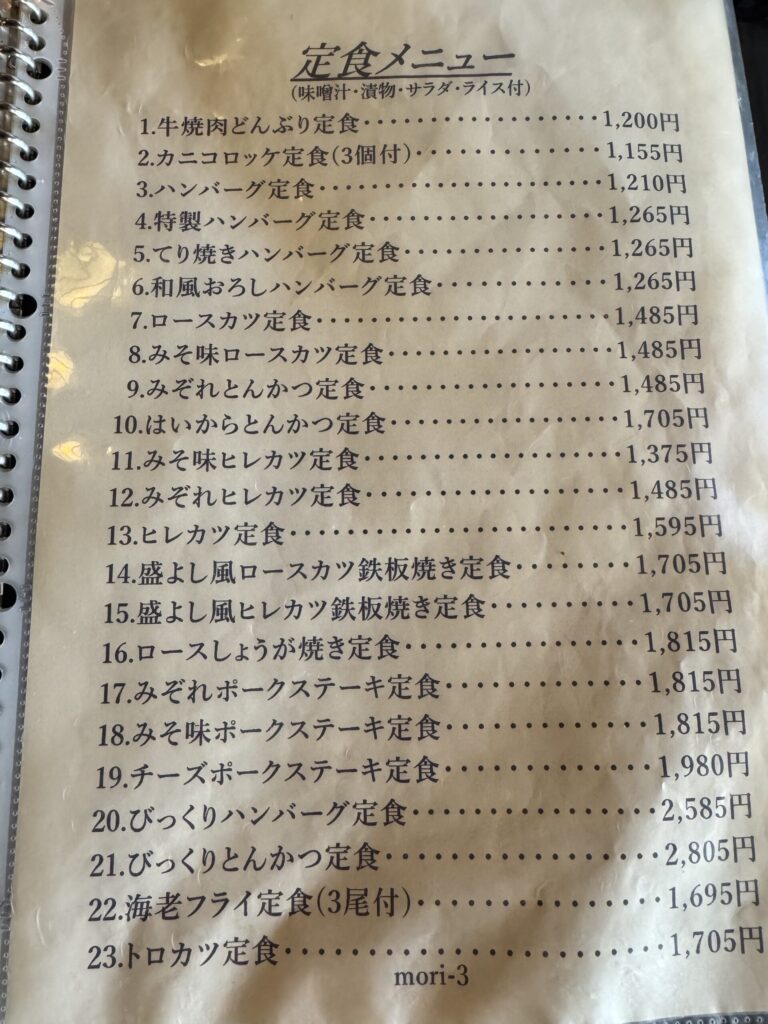 定食メニュー
(味噌汁・漬物・サラダ・ライス付)
1.牛焼肉どんぶり定食・・・・・・・・・・・・・・・・・・・1,200円
2.カニコロッケ定食(3個付)・・・・・・・・・・・・・・・1,155円
3.ハンバーグ定食・・・・・・・・・・・・・・・・・・・・・・1,210円
4.特製ハンバーグ定食・・・・・・・・・・・・・・・・・・1,265円
5.てり焼きハンバーグ定食・・・・・・・・・・・・・・・・1,265円
6.和風おろしハンバーグ定食・・・・・・・・・・・・・・1,265円
7.ロースカツ定食・・・・・・・・・・・・・・・・・・・・・・1,485円
8.みそ味ロースカツ定食・・・・・・・・・・・・・・・・・1,485円
9.みぞれとんかつ定食・・・・・・・・・・・・・・・・・・・1,485円
10.はいからとんかつ定食・・・・・・・・・・・・・・・・・1,705円
11.みそ味ヒレカツ定食・・・・・・・・・・・・・・・・・・・1,375円
12.みぞれヒレカツ定食・・・・・・・・・・・・・・・・・・・1,485円
13.ヒレカツ定食・・・・・・・・・・・・・・・・・・・・・・・・1,595円
14.盛よし風ロースカツ鉄板焼き定食・・・・・・・・1,705円
15.盛よし風ヒレカツ鉄板焼き定食・・・・・・・・・・1,705円
16.ロースしょうが焼き定食・・・・・・・・・・・・・・・・1,815円
17.みぞれポークステーキ定食・・・・・・・・・・・・・1,815円
18.みそ味ポークステーキ定食・・・・・・・・・・・・・1,815円
19.チーズポークステーキ定食・・・・・・・・・・・・・1,980円
20.びっくりハンバーグ定食・・・・・・・・・・・・・・・2,585円
21.びっくりとんかつ定食・・・・・・・・・・・・・・・・・2,805円
22.海老フライ定食(3尾付)・・・・・・・・・・・・・・・1,695円
23.トロカツ定食・・・・・・・・・・・・・・・・・・・・・・・1,705円
mori-3